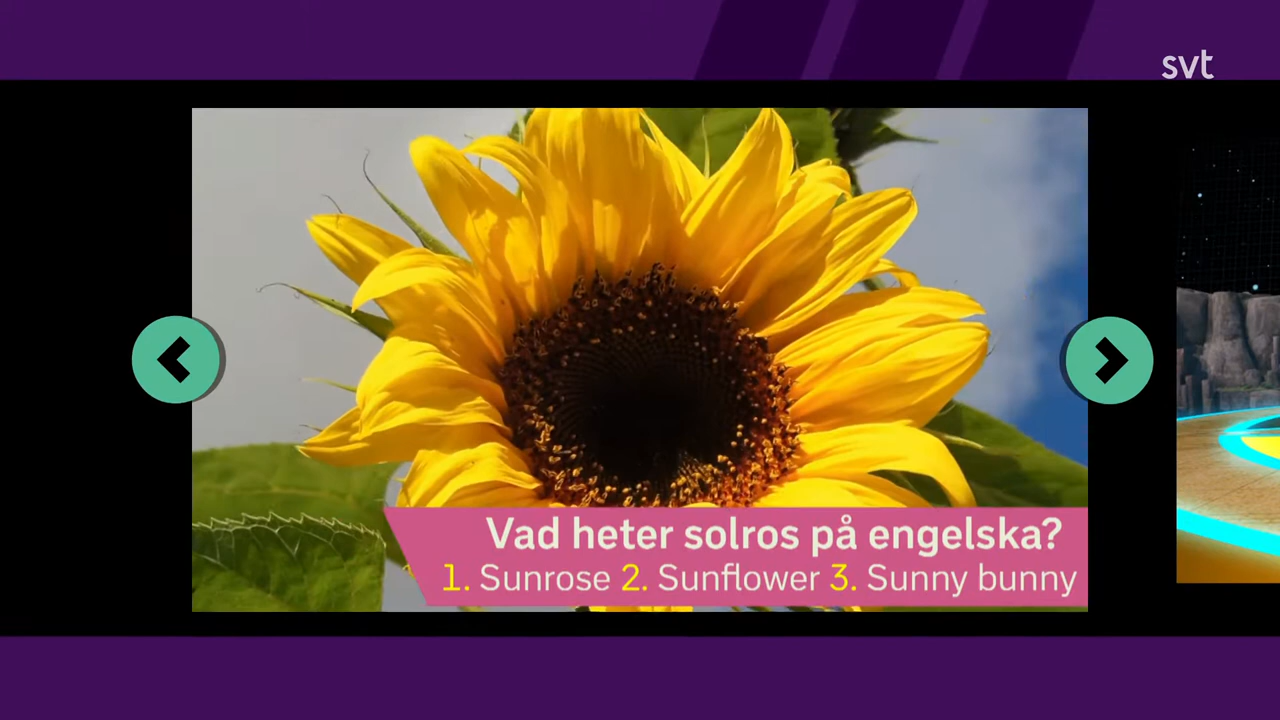 svt
Vad heter solros på engelska?
1. Sunrose 2. Sunflower 3. Sunny bunny